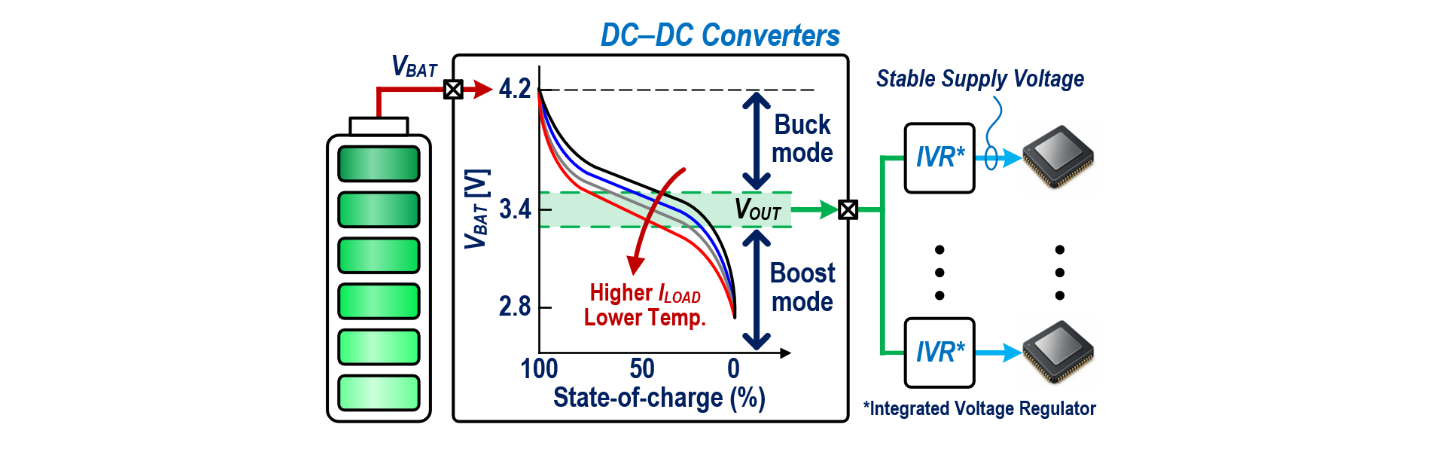 DC–DC Converters
VBAT
4.2
3.4
2.8
VBAT [V]
Buck
mode
VOUT
Boost
mode
Higher ILOAD
Lower Temp.
100
50
0
State-of-charge (%)
Stable Supply Voltage
IVR*
IVR*
*Integrated Voltage Regulator